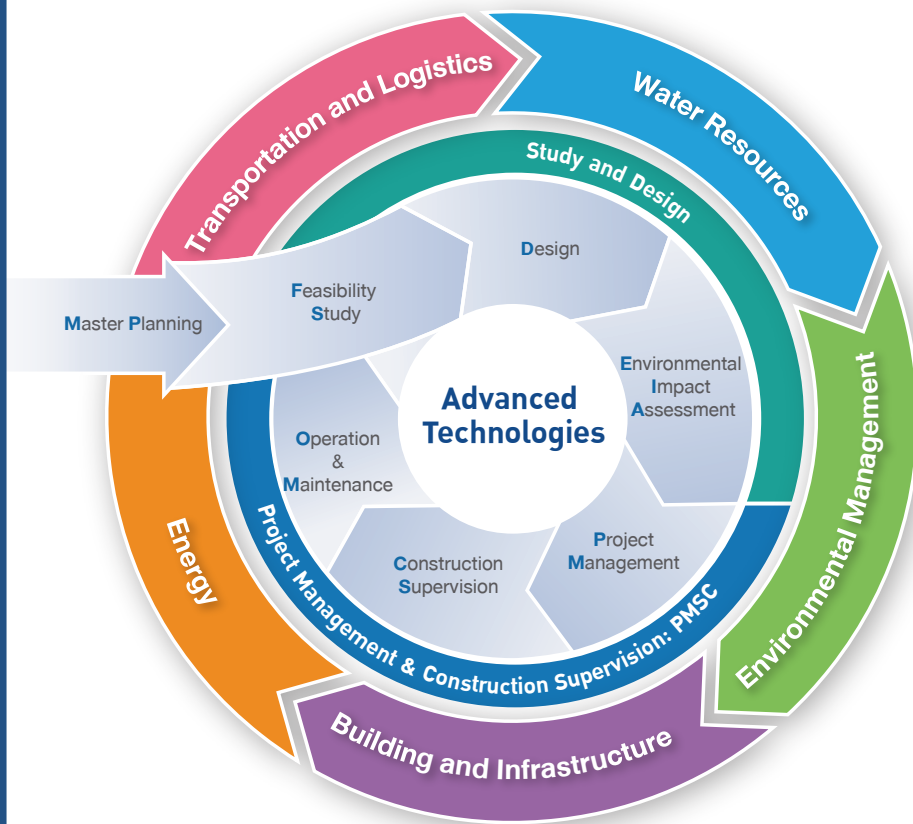 Transportation and Logistics
Water Resources
Study and Design
Design
Feasibility
Study
Master Planning
Environmental
Impact
Assessment
Advanced
Technologies
Environmental Management
Operation
&
Maintenance
Project
Management
Construction
Supervision
Energy
Project Management & Construction Supervision: PMSC
Building and Infrastructure